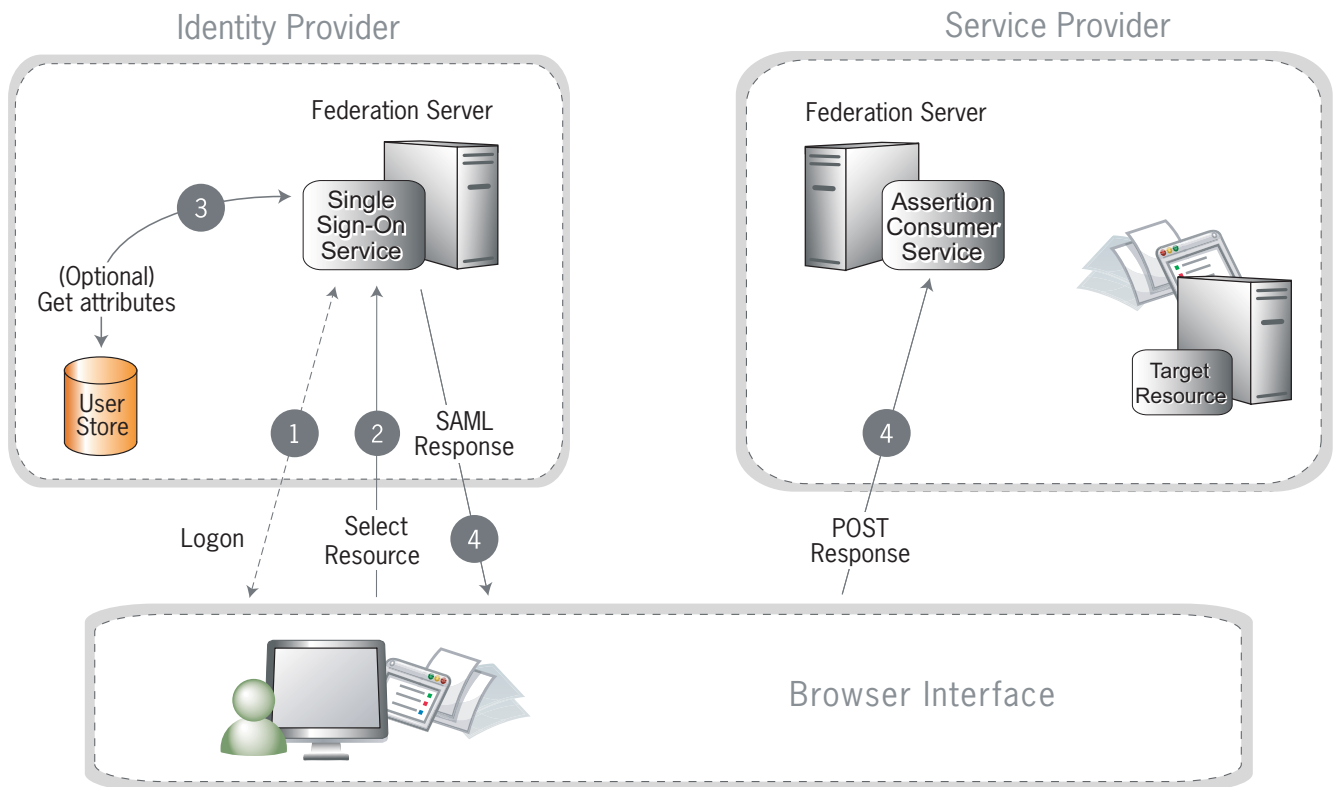 Identity Provider
Service Provider
Federation Server
Single
Sign-On
Service
3
(Optional)
Get attributes
User
Store
1
2
SAML
Response
Logon
Select
Resource
4
Federation Server
Assertion
Consumer
Service
Target
Resource
4
POST
Response
Browser Interface